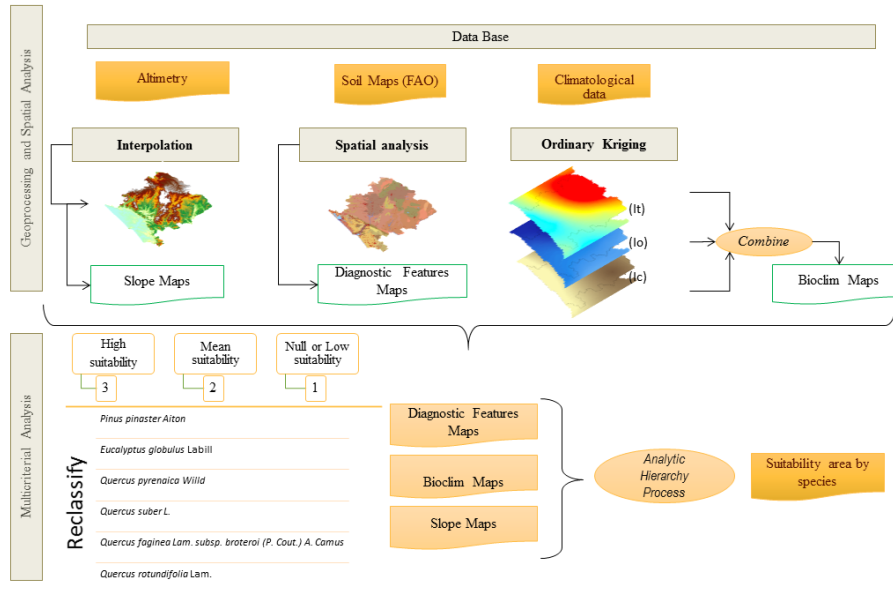 Geoprocessing and Spatial Analysis
Data Base
Altimetry
Soil Maps (FAO)
Climatological
data
Interpolation
Spatial analysis
Ordinary Kriging
(It)
(Io)
(Ic)
Combine
Slope Maps
Diagnostic Features
Maps
Bioclim Maps
Multicriterial Analysis
High
suitability
3
Mean
suitability
2
Null or Low
suitability
1
Reclassify
Pinus pinaster Aiton
Eucalyptus globulus Labill
Quercus pyrenaica Willd
Quercus suber L.
Quercus faginea Lam. subsp. broteroi (P. Cout.) A. Camus
Quercus rotundifolia Lam.
Diagnostic Features
Maps
Bioclim Maps
Slope Maps
Analytic
Hierarchy
Process
Suitability area by
species